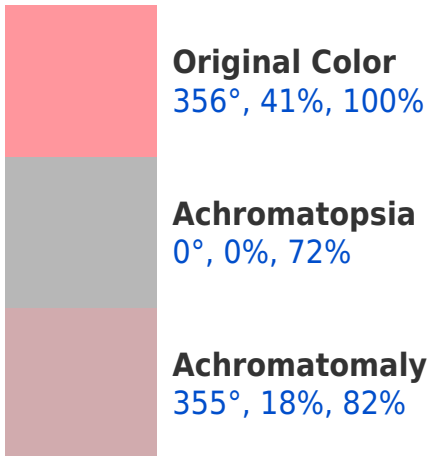 Original Color
356°, 41%, 100%
Achromatopsia
0°, 0%, 72%
Achromatomaly
355°, 18%, 82%